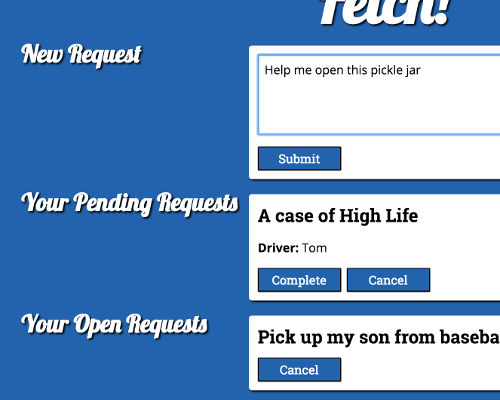 Fetch!
New Request
Help me open this pickle jar
Submit
Your Pending Requests
A case of High Life
Driver: Tom
Complete Cancel
Your Open Requests
Pick up my son from baseba
Cancel